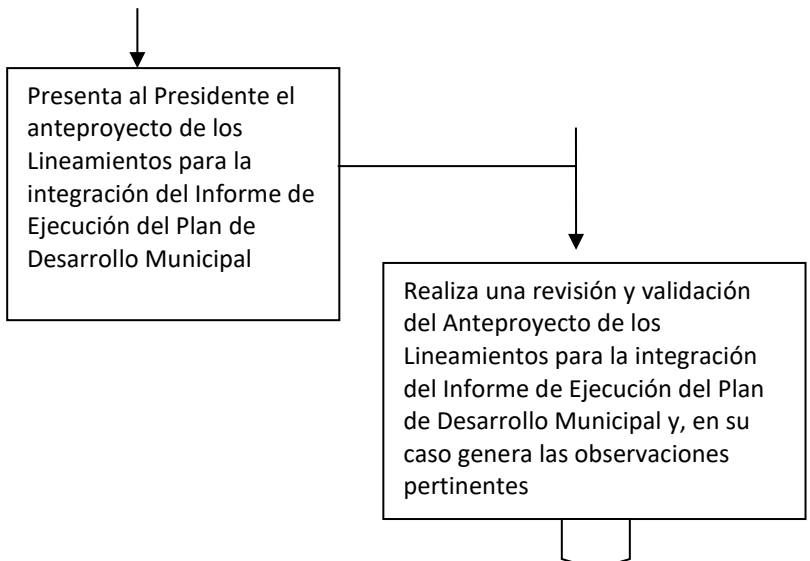 Presenta al Presidente el
anteproyecto de los
Lineamientos para la
integración del Informe de
Ejecución del Plan de
Desarrollo Municipal
Realiza una revisión y validación
del Anteproyecto de los
Lineamientos para la integración
del Informe de Ejecución del Plan
de Desarrollo Municipal y, en su
caso genera las observaciones
pertinentes